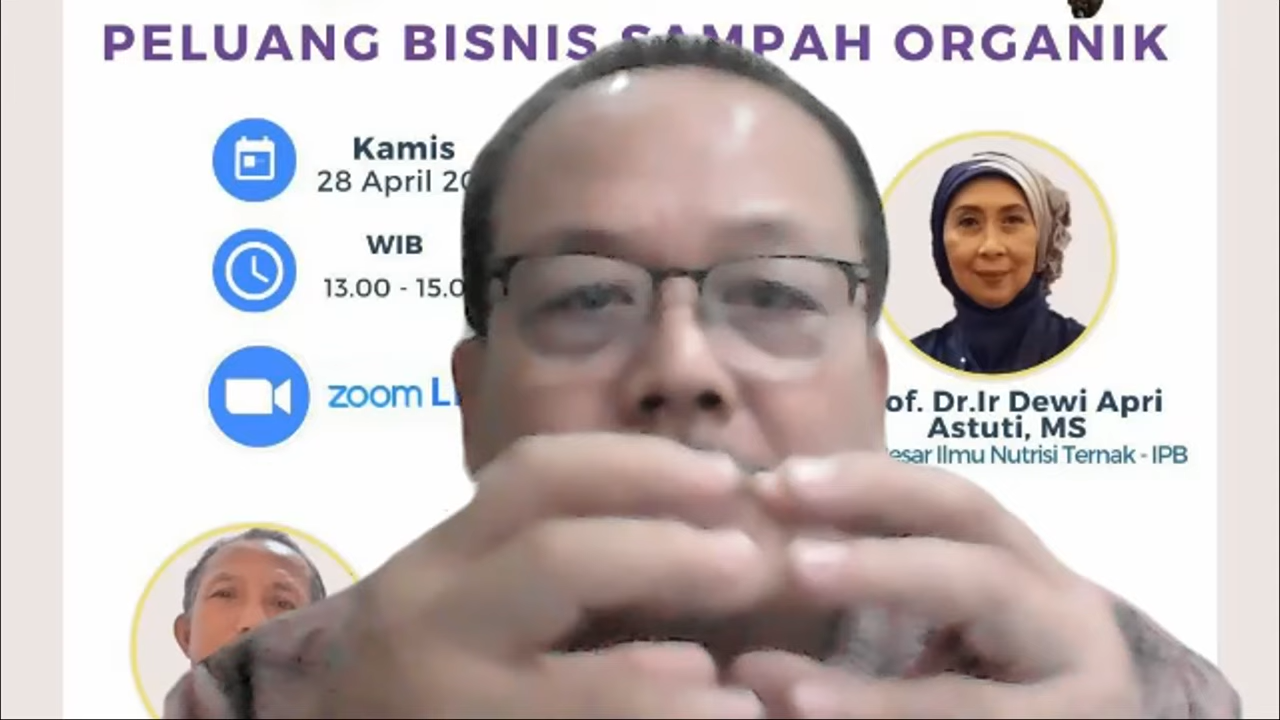 PELUANG BISNIS SAMPAH ORGANIK
Kamis
28 April 20
WIB
13.00 - 15.0
zoom
of. Dr.Ir Dewi Apri
Astuti, MS
esar Ilmu Nutrisi Ternak - IPB